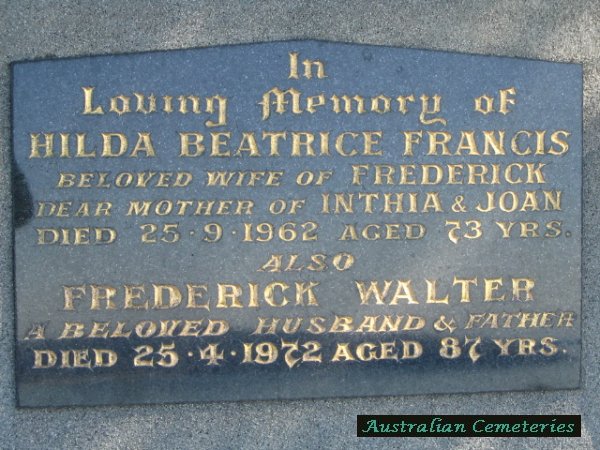 In
Loving Memory of
HILDA BEATRICE FRANCIS
BELOVED WIFE OF FREDERICK
DEAR MOTHER OF INTHIA & JOAN
DIED 25·9·1962 AGED 73 YRS.
ALSO
FREDERICK WALTER
A BELOVED HUSBAND & FATHER
DIED 25·4·1972 AGED 87 YRS.
Australian Cemeteries